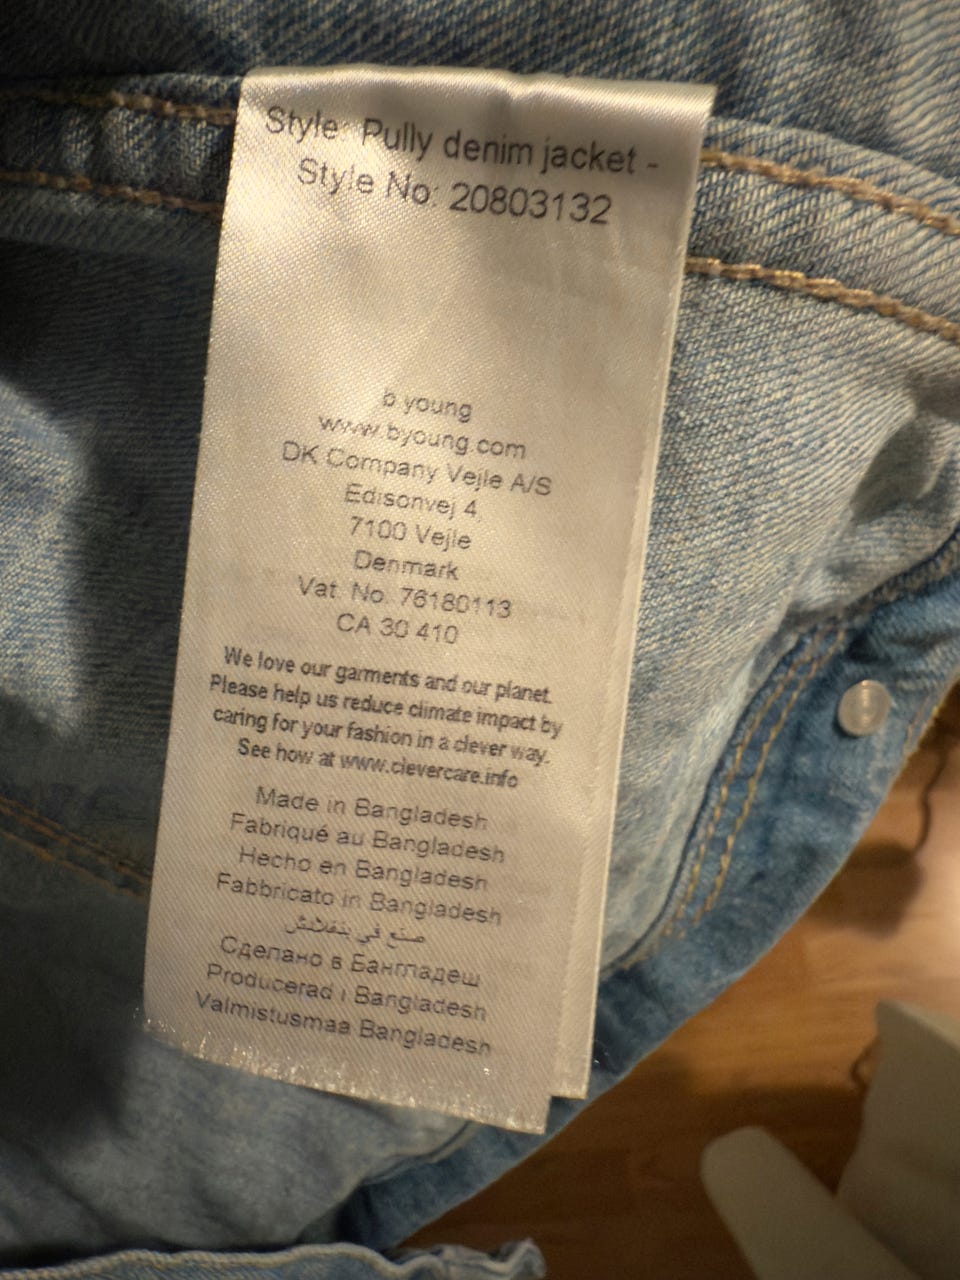 Style: Pully denim jacket -
Style No: 20803132
b.young
www.byoung.com
DK Company Vejle A/S
Edisonvej 4
7100 Vejle
Denmark
Vat. No. 76180113
CA 30 410
We love our garments and our planet.
Please help us reduce climate impact by
caring for your fashion in a clever way.
See how at www.clevercare.info
Made in Bangladesh
Fabriqué au Bangladesh
Hecho en Bangladesh
Fabbricato in Bangladesh
صنع في بنغلادش
Сделано в Бангладеш
Producerad i Bangladesh
Valmistusmaa Bangladesh